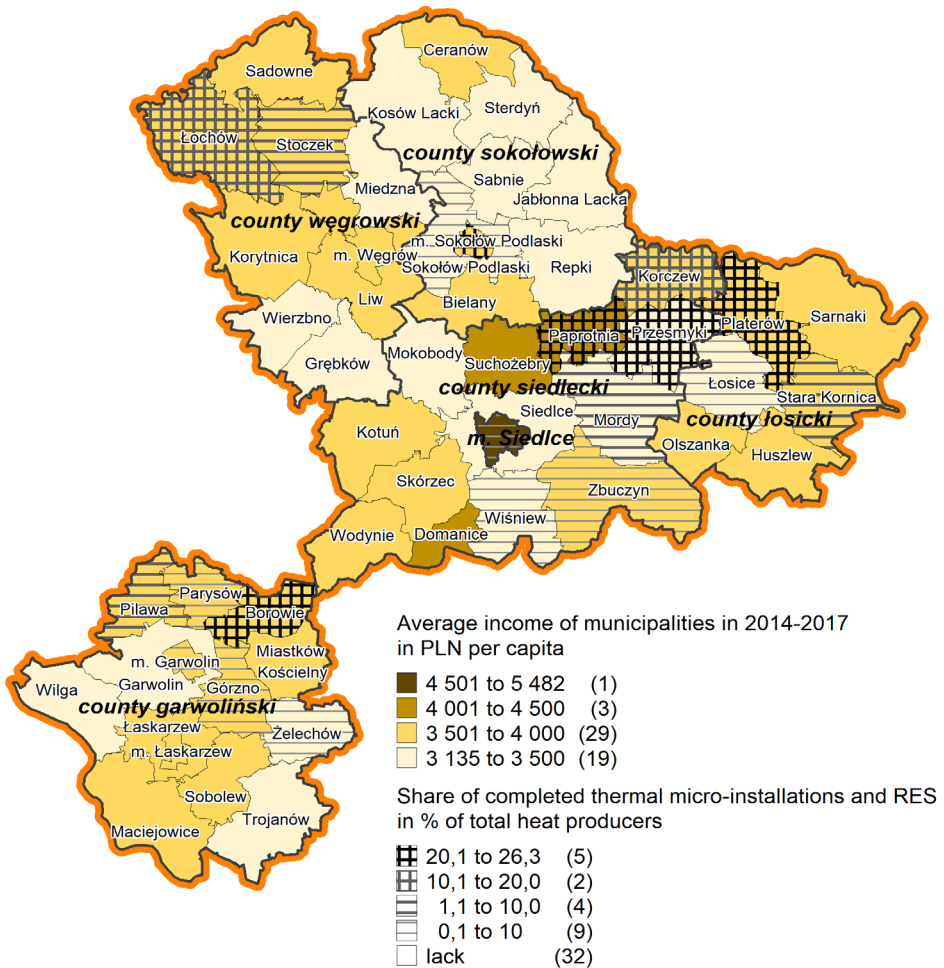 Ceranów
Sadowne
Sterdyń
Kosów Lacki
Łochów
Stoczek
county sokołowski
Sabnie
Miedzna
Jabłonna Lacka
county węgrowski
m. Sokołów Podlaski
m. Węgrów
Korytnica
Sokołów Podlaski
Repki
Korczew
Liw
Bielany
Wierzbno
Sarnaki
Paprotnia
Przesmyki
Platerów
Mokobody
Grębków
Suchożebry
Łosice
county siedlecki
Stara Kornica
Siedlce
Mordy
county łosicki
Kotuń
m. Siedlce
Olszanka
Huszlew
Skórzec
Zbuczyn
Wiśniew
Wodynie
Domanice
Parysów
Pilawa
Borowie
Miastków
Kościelny
m. Garwolin
Wilga
Garwolin
Górzno
county garwoliński
Łaskarzew
Żelechów
m. Łaskarzew
Sobolew
Trojanów
Maciejowice
Average income of municipalities in 2014-2017
in PLN per capita
4 501 to 5 482 (1)
4 001 to 4 500 (3)
3 501 to 4 000 (29)
3 135 to 3 500 (19)
Share of completed thermal micro-installations and RES
in % of total heat producers
20,1 to 26,3 (5)
10,1 to 20,0 (2)
1,1 to 10,0 (4)
0,1 to 10 (9)
lack (32)